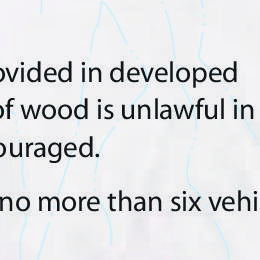 ovided in developed
of wood is unlawful in
ouraged.
no more than six vehi